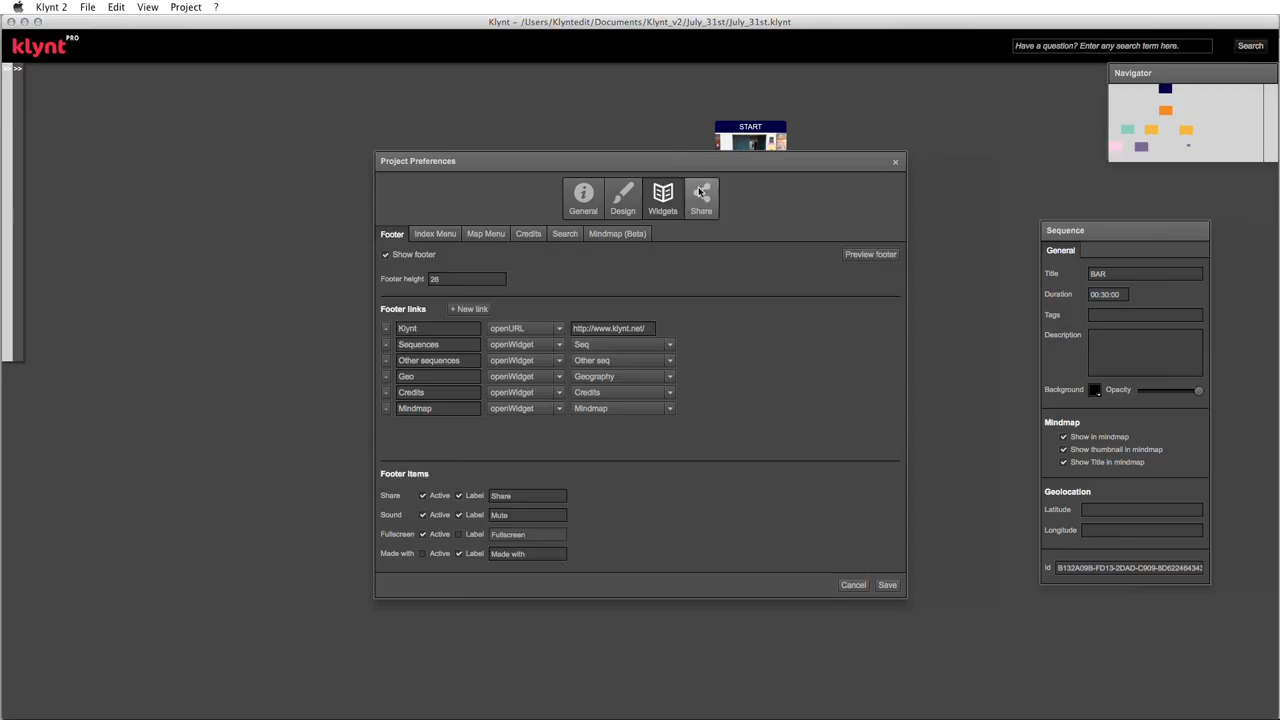 Klynt 2 File Edit View Project ?
Klynt – /Users/Klyntedit/Documents/Klynt_v2/July_31st/July_31st.klynt
klynt PRO
Have a question? Enter any search term here. Search
>> >>
Navigator
START
Project Preferences ×
General Design Widgets Share
Footer Index Menu Map Menu Credits Search Mindmap (Beta)
Show footer Preview footer
Footer height 26
Footer links + New link
- Klynt openURL http://www.klynt.net/
- Sequences openWidget Seq
- Other sequences openWidget Other seq
- Geo openWidget Geography
- Credits openWidget Credits
- Mindmap openWidget Mindmap
Footer Items
Share Active Label Share
Sound Active Label Mute
Fullscreen Active Label Fullscreen
Made with Active Label Made with
Cancel Save
Sequence
General
Title BAR
Duration 00:30:00
Tags
Description
Background Opacity
Mindmap
Show in mindmap
Show thumbnail in mindmap
Show Title in mindmap
Geolocation
Latitude
Longitude
Id B132A09B-FD13-2DAD-C909-8D622464343